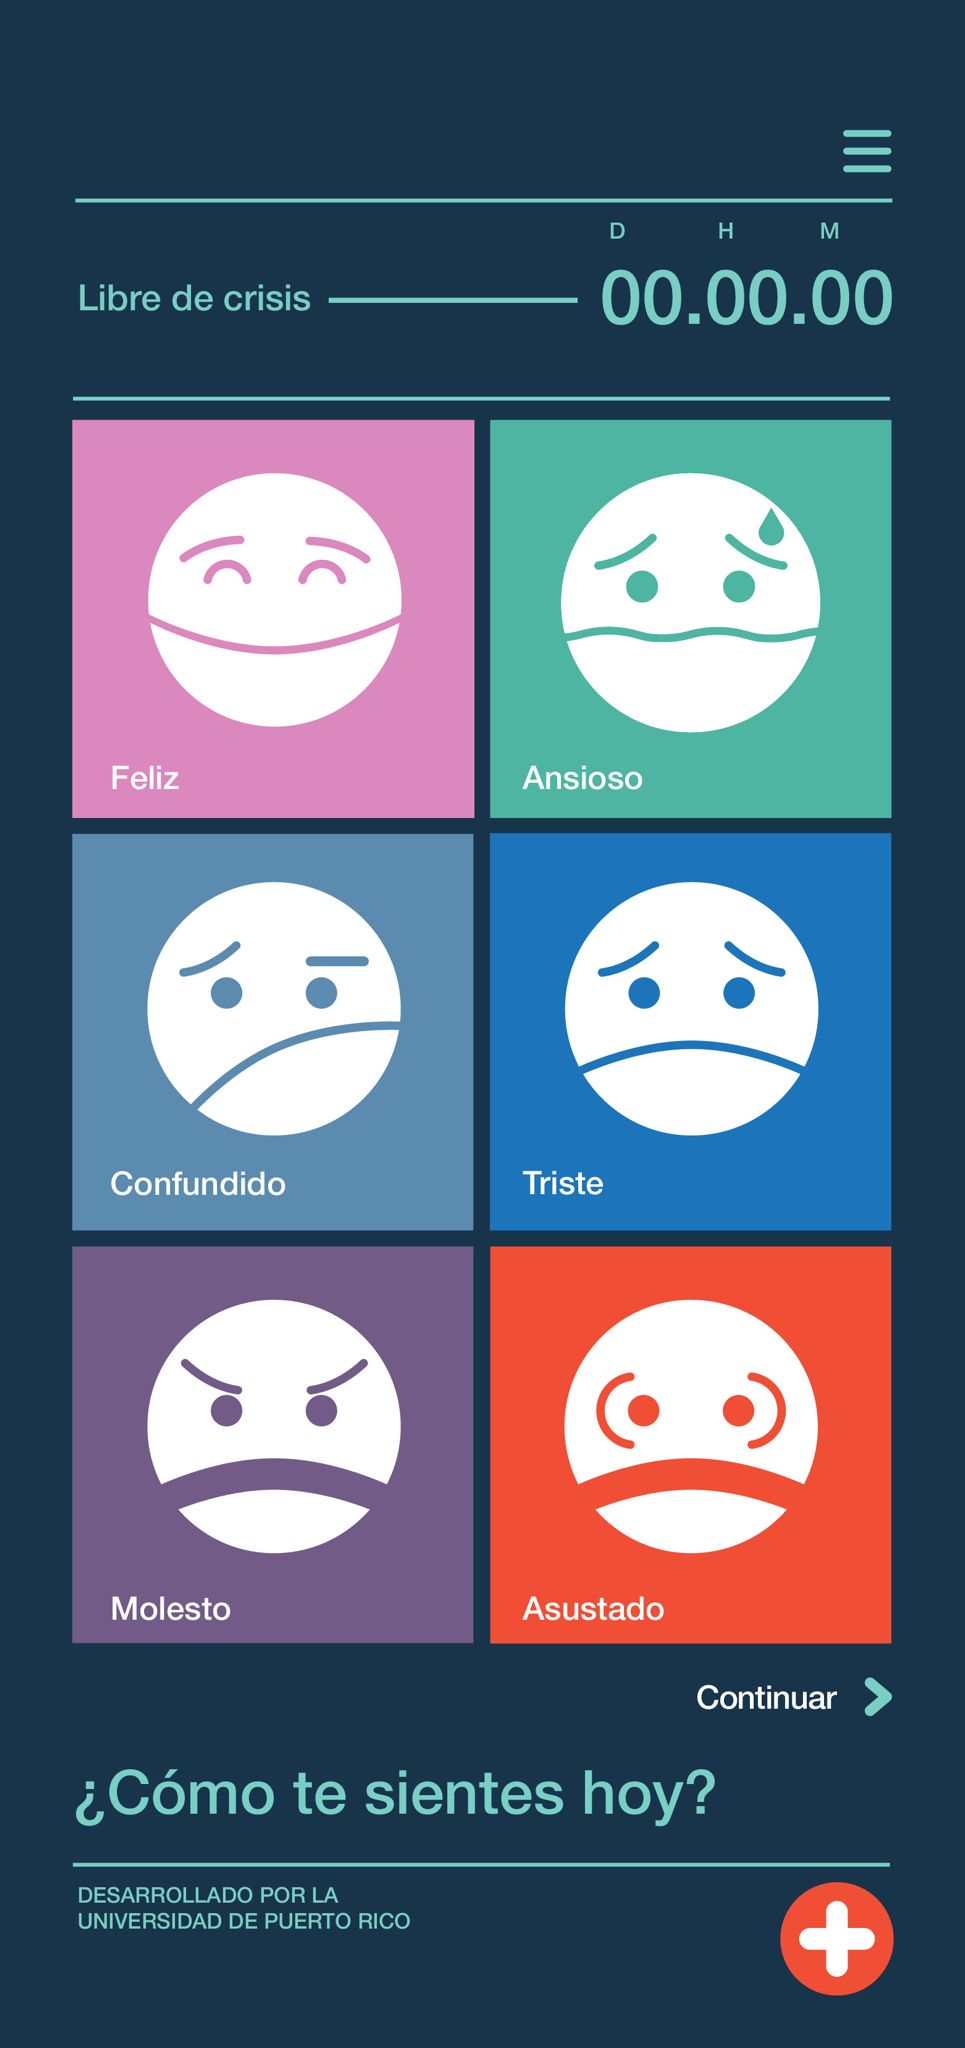 D H M
Libre de crisis 00.00.00
Feliz
Ansioso
Confundido
Triste
Molesto
Asustado
Continuar
¿Cómo te sientes hoy?
DESARROLLADO POR LA
UNIVERSIDAD DE PUERTO RICO